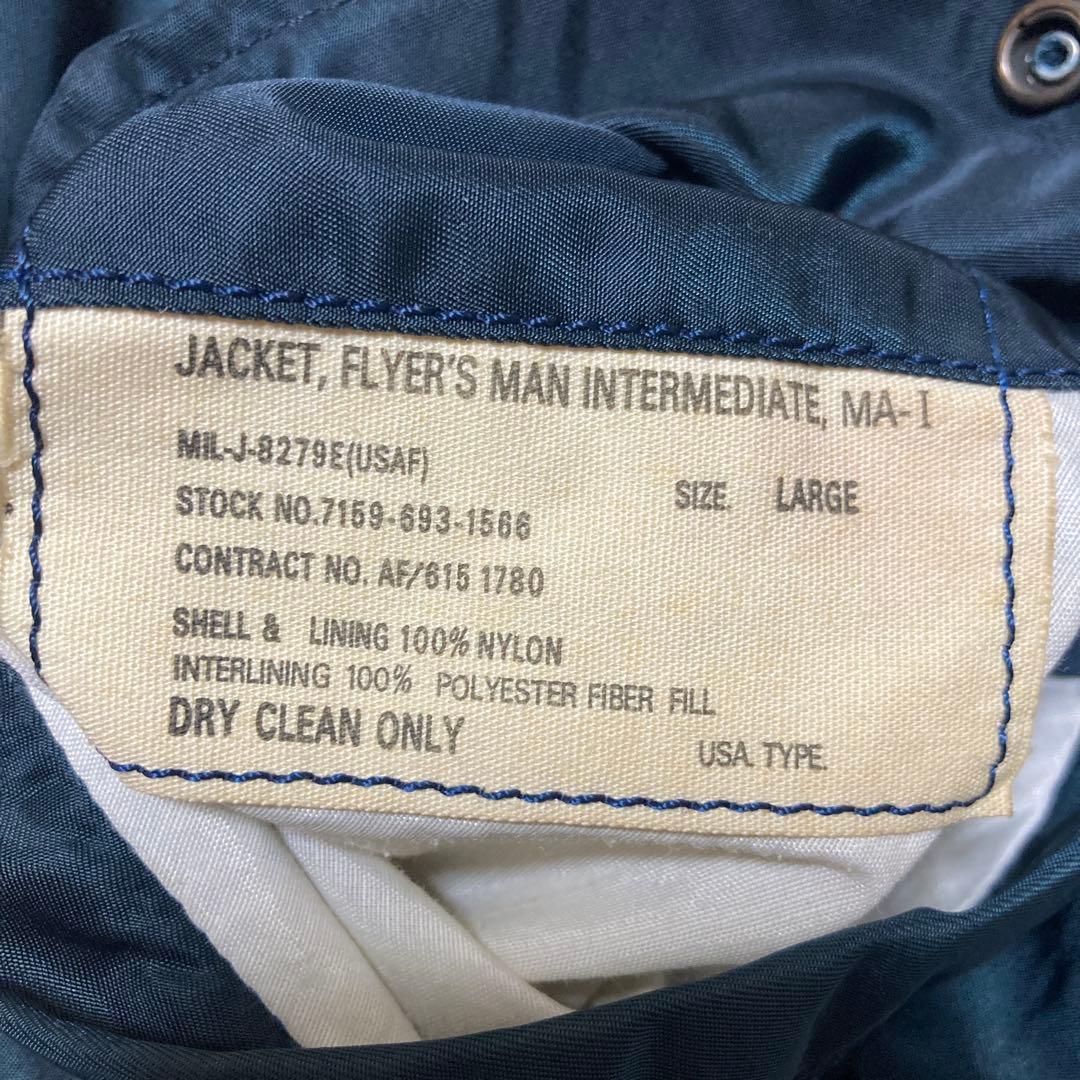 JACKET, FLYER'S MAN INTERMEDIATE, MA-I
MIL-J-8279E(USAF)
SIZE. LARGE
STOCK NO.7159-693-1566
CONTRACT NO. AF/615 1780
SHELL & LINING 100% NYLON
INTERLINING 100% POLYESTER FIBER FILL
DRY CLEAN ONLY
USA. TYPE.